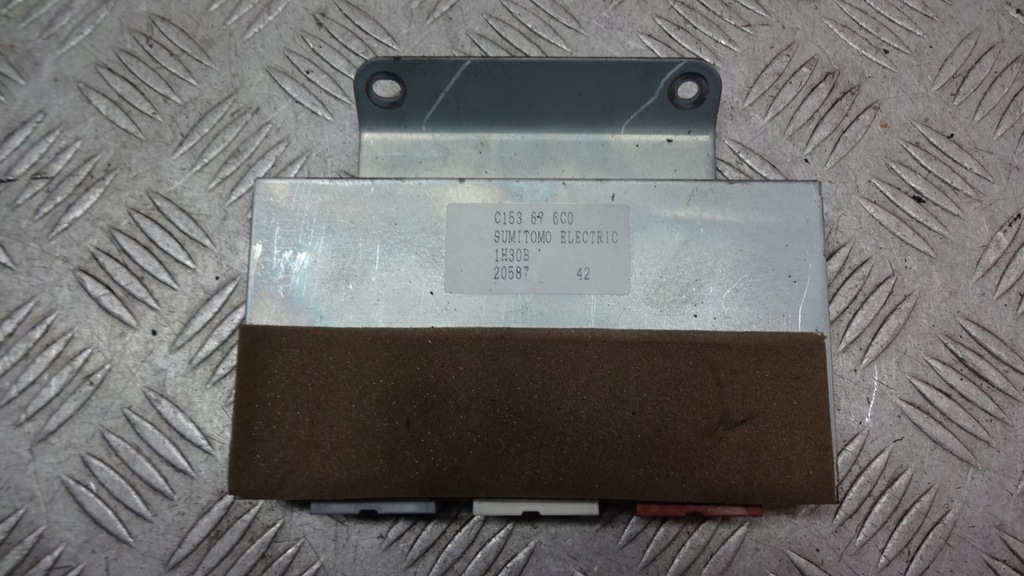 C153 67 6C0
SUMITOMO ELECTRIC
1H30B
20587 42